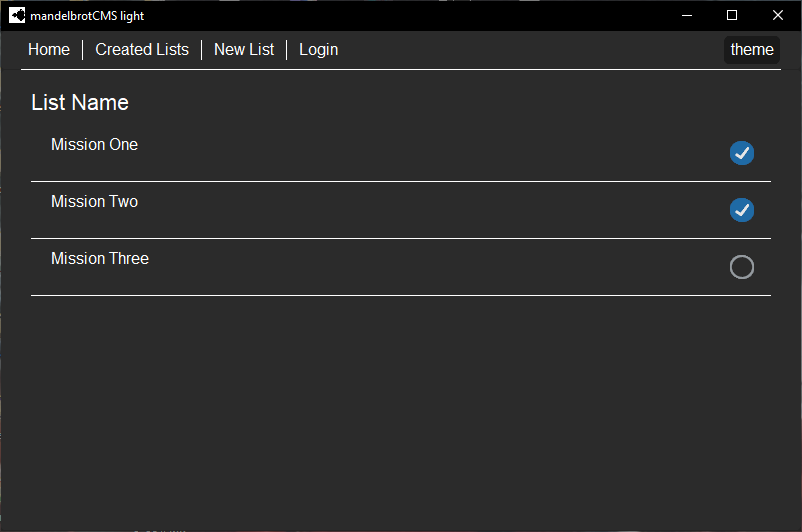 mandelbrotCMS light
Home Created Lists New List Login theme
List Name
Mission One
Mission Two
Mission Three